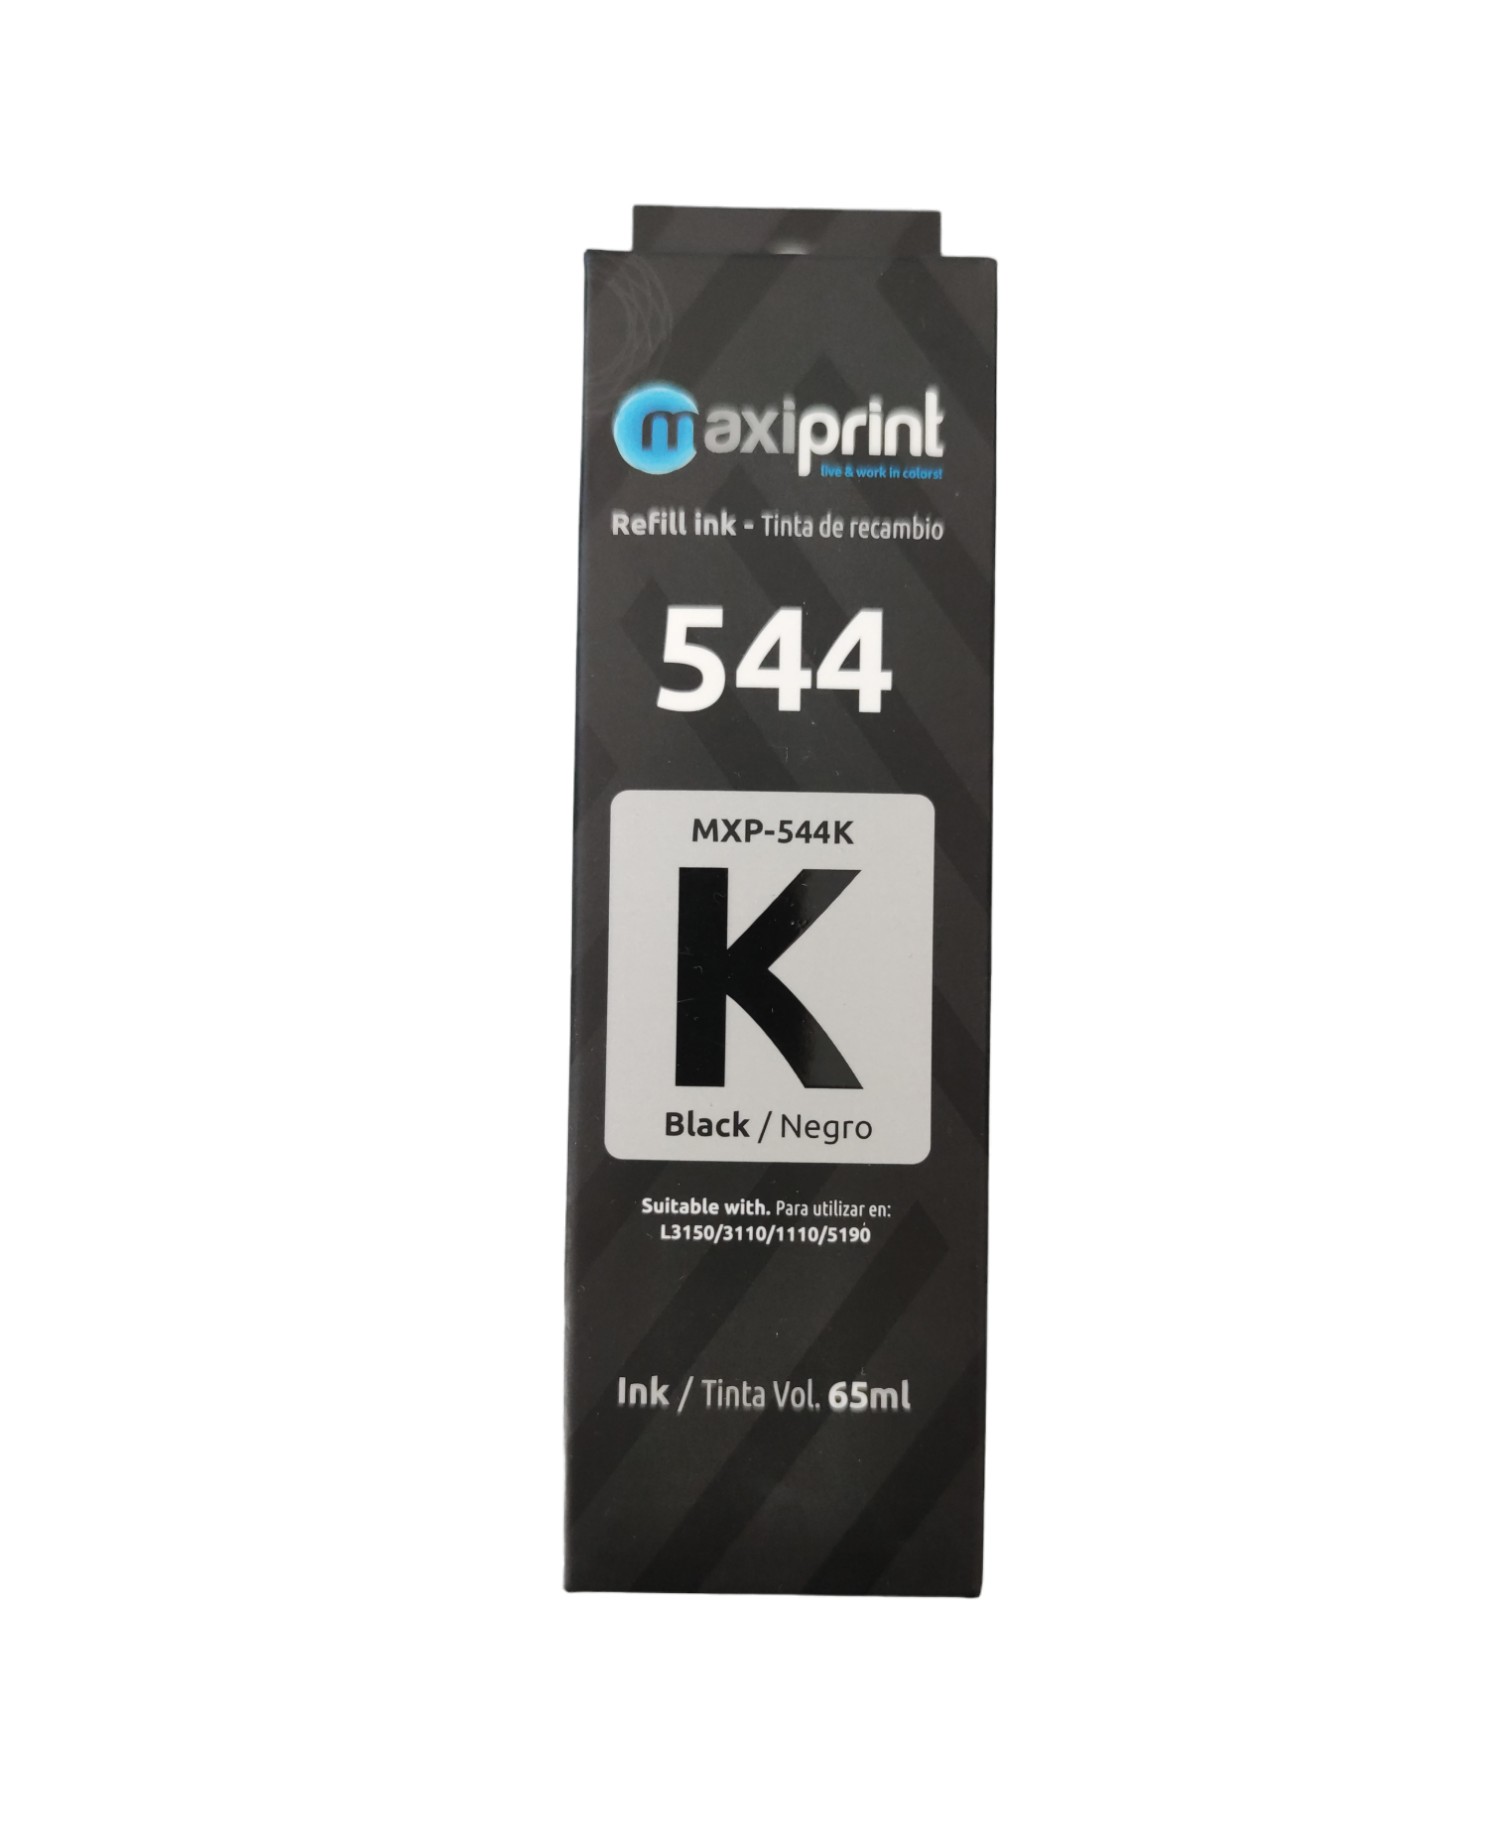 maxiprint
live & work in colors!
Refill ink - Tinta de recambio
544
MXP-544K
K
Black / Negro
Suitable with. Para utilizar en:
L3150/3110/1110/5190
Ink / Tinta Vol. 65ml